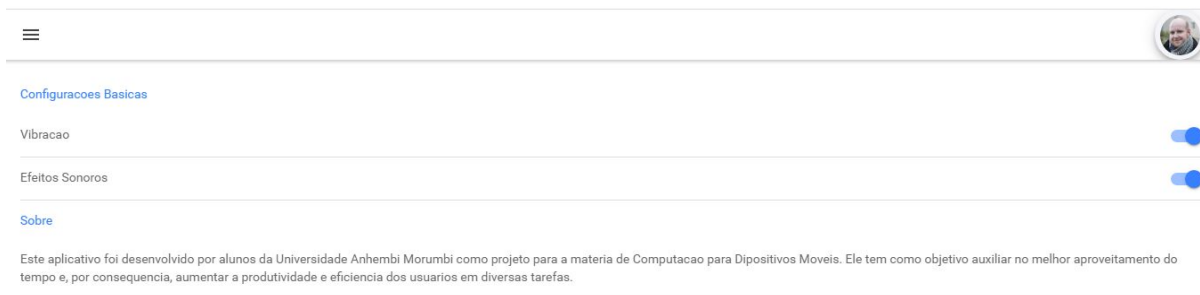 Configuracoes Basicas
Vibracao
Efeitos Sonoros
Sobre
Este aplicativo foi desenvolvido por alunos da Universidade Anhembi Morumbi como projeto para a materia de Computacao para Dipositivos Moveis. Ele tem como objetivo auxiliar no melhor aproveitamento do
tempo e, por consequencia, aumentar a produtividade e eficiencia dos usuarios em diversas tarefas.